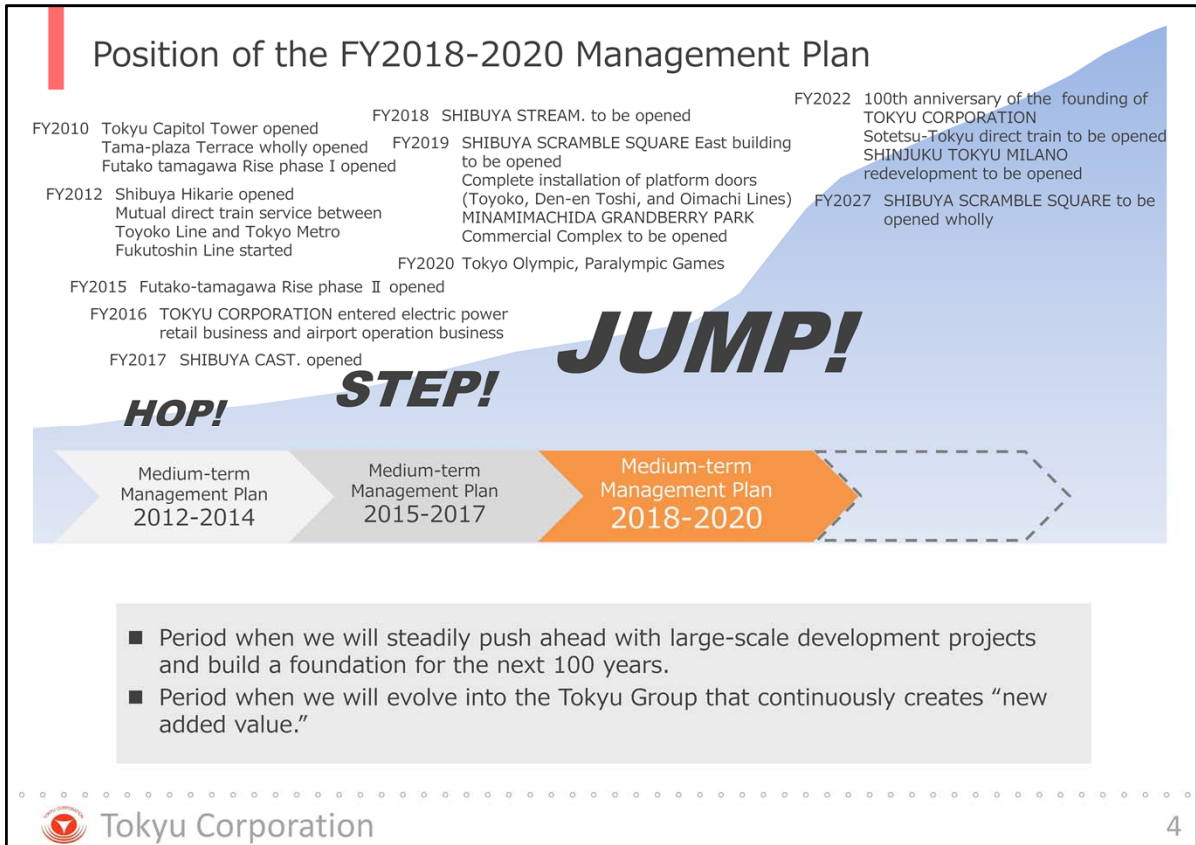 Position of the FY2018-2020 Management Plan
FY2010 Tokyu Capitol Tower opened
Tama-plaza Terrace wholly opened
Futako tamagawa Rise phase I opened
FY2012 Shibuya Hikarie opened
Mutual direct train service between
Toyoko Line and Tokyo Metro
Fukutoshin Line started
FY2015 Futako-tamagawa Rise phase Ⅱ opened
FY2016 TOKYU CORPORATION entered electric power
retail business and airport operation business
FY2017 SHIBUYA CAST. opened
FY2018 SHIBUYA STREAM. to be opened
FY2019 SHIBUYA SCRAMBLE SQUARE East building
to be opened
Complete installation of platform doors
(Toyoko, Den-en Toshi, and Oimachi Lines)
MINAMIMACHIDA GRANDBERRY PARK
Commercial Complex to be opened
FY2020 Tokyo Olympic, Paralympic Games
FY2022 100th anniversary of the founding of
TOKYU CORPORATION
Sotetsu-Tokyu direct train to be opened
SHINJUKU TOKYU MILANO
redevelopment to be opened
FY2027 SHIBUYA SCRAMBLE SQUARE to be
opened wholly
HOP!
STEP!
JUMP!
Medium-term
Management Plan
2012-2014
Medium-term
Management Plan
2015-2017
Medium-term
Management Plan
2018-2020
■ Period when we will steadily push ahead with large-scale development projects
and build a foundation for the next 100 years.
■ Period when we will evolve into the Tokyu Group that continuously creates “new
added value.”
TOKYU CORPORATION
Tokyu Corporation
4